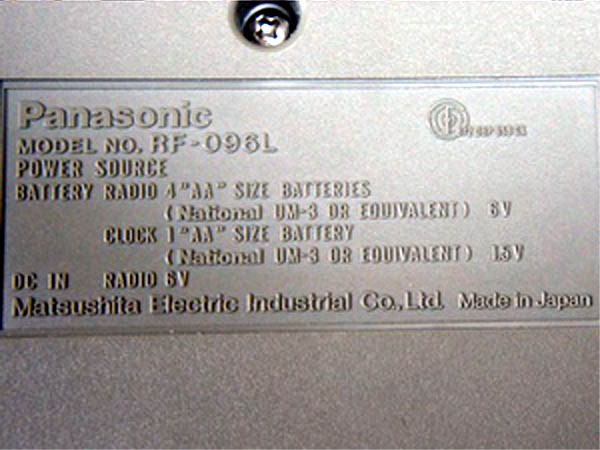 Panasonic
MODEL NO. RF-096L
POWER SOURCE
BATTERY RADIO 4 "AA" SIZE BATTERIES
(National UM-3 OR EQUIVALENT) 6V
CLOCK 1 "AA" SIZE BATTERY
(National UM-3 OR EQUIVALENT) 1.5V
DC IN RADIO 6V
Matsushita Electric Industrial Co., Ltd. Made in Japan